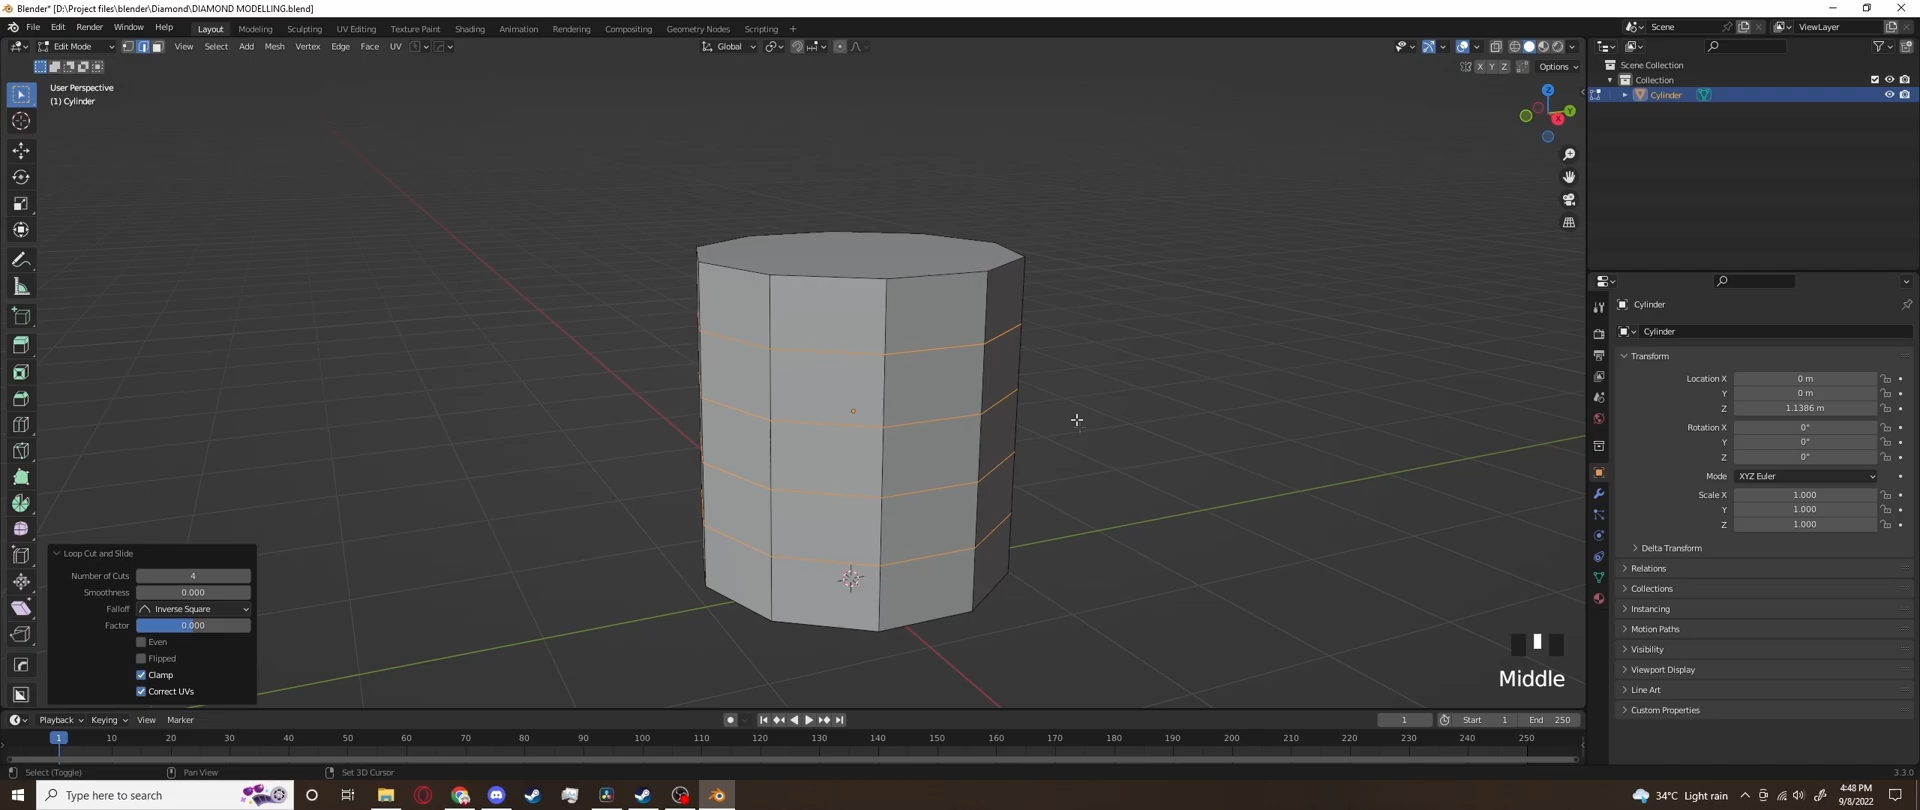 Blender* [D:\Project files\blender\Diamond\DIAMOND MODELLING.blend]
File Edit Render Window Help Layout Modeling Sculpting UV Editing Texture Paint Shading Animation Rendering Compositing Geometry Nodes Scripting + Scene ViewLayer
Edit Mode View Select Add Mesh Vertex Edge Face UV Global
X Y Z Options
User Perspective
(1) Cylinder
Scene Collection
Collection
Cylinder
Z
Y
X
Cylinder
Cylinder
Transform
Location X 0 m
Y 0 m
Z 1.1386 m
Rotation X 0°
Y 0°
Z 0°
Mode XYZ Euler
Scale X 1.000
Y 1.000
Z 1.000
Delta Transform
Relations
Collections
Instancing
Motion Paths
Visibility
Viewport Display
Line Art
Custom Properties
Loop Cut and Slide
Number of Cuts 4
Smoothness 0.000
Falloff Inverse Square
Factor 0.000
Even
Flipped
Clamp
Correct UVs
Middle
Playback Keying View Marker 1 Start 1 End 250
1 10 20 30 40 50 60 70 80 90 100 110 120 130 140 150 160 170 180 190 200 210 220 230 240 250
Select (Toggle) Pan View Set 3D Cursor 3.3.0
Type here to search 34°C Light rain 4:48 PM
9/8/2022